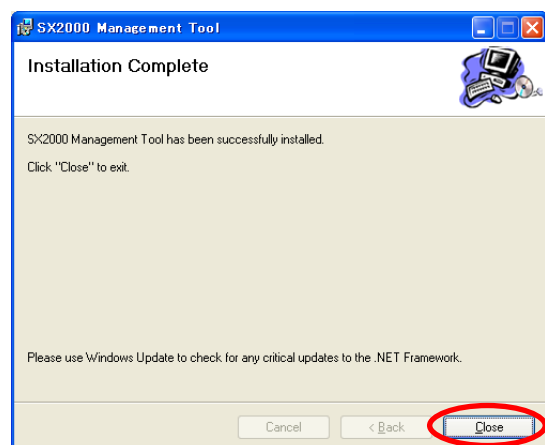 SX2000 Management Tool
Installation Complete
SX2000 Management Tool has been successfully installed.
Click "Close" to exit.
Please use Windows Update to check for any critical updates to the .NET Framework.
Cancel < Back Close